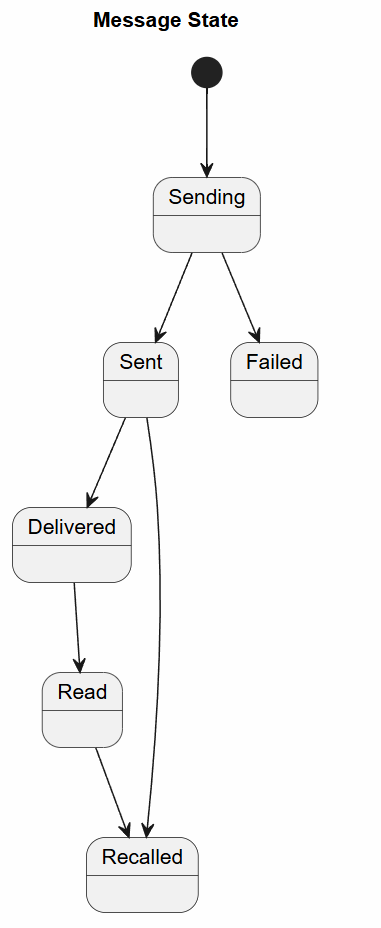 Message State
Sending
Sent
Failed
Delivered
Read
Recalled